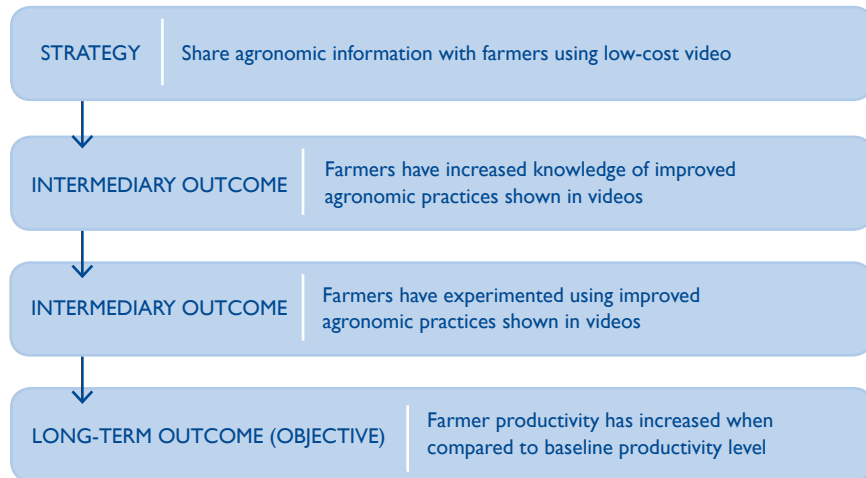 STRATEGY
Share agronomic information with farmers using low-cost video
INTERMEDIARY OUTCOME
Farmers have increased knowledge of improved
agronomic practices shown in videos
INTERMEDIARY OUTCOME
Farmers have experimented using improved
agronomic practices shown in videos
LONG-TERM OUTCOME (OBJECTIVE)
Farmer productivity has increased when
compared to baseline productivity level